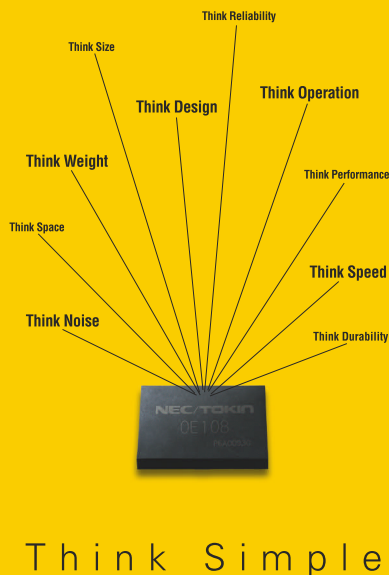 Think Reliability
Think Size
Think Operation
Think Design
Think Weight
Think Performance
Think Space
Think Speed
Think Noise
Think Durability
NEC/TOKIN
OE108
Think Simple